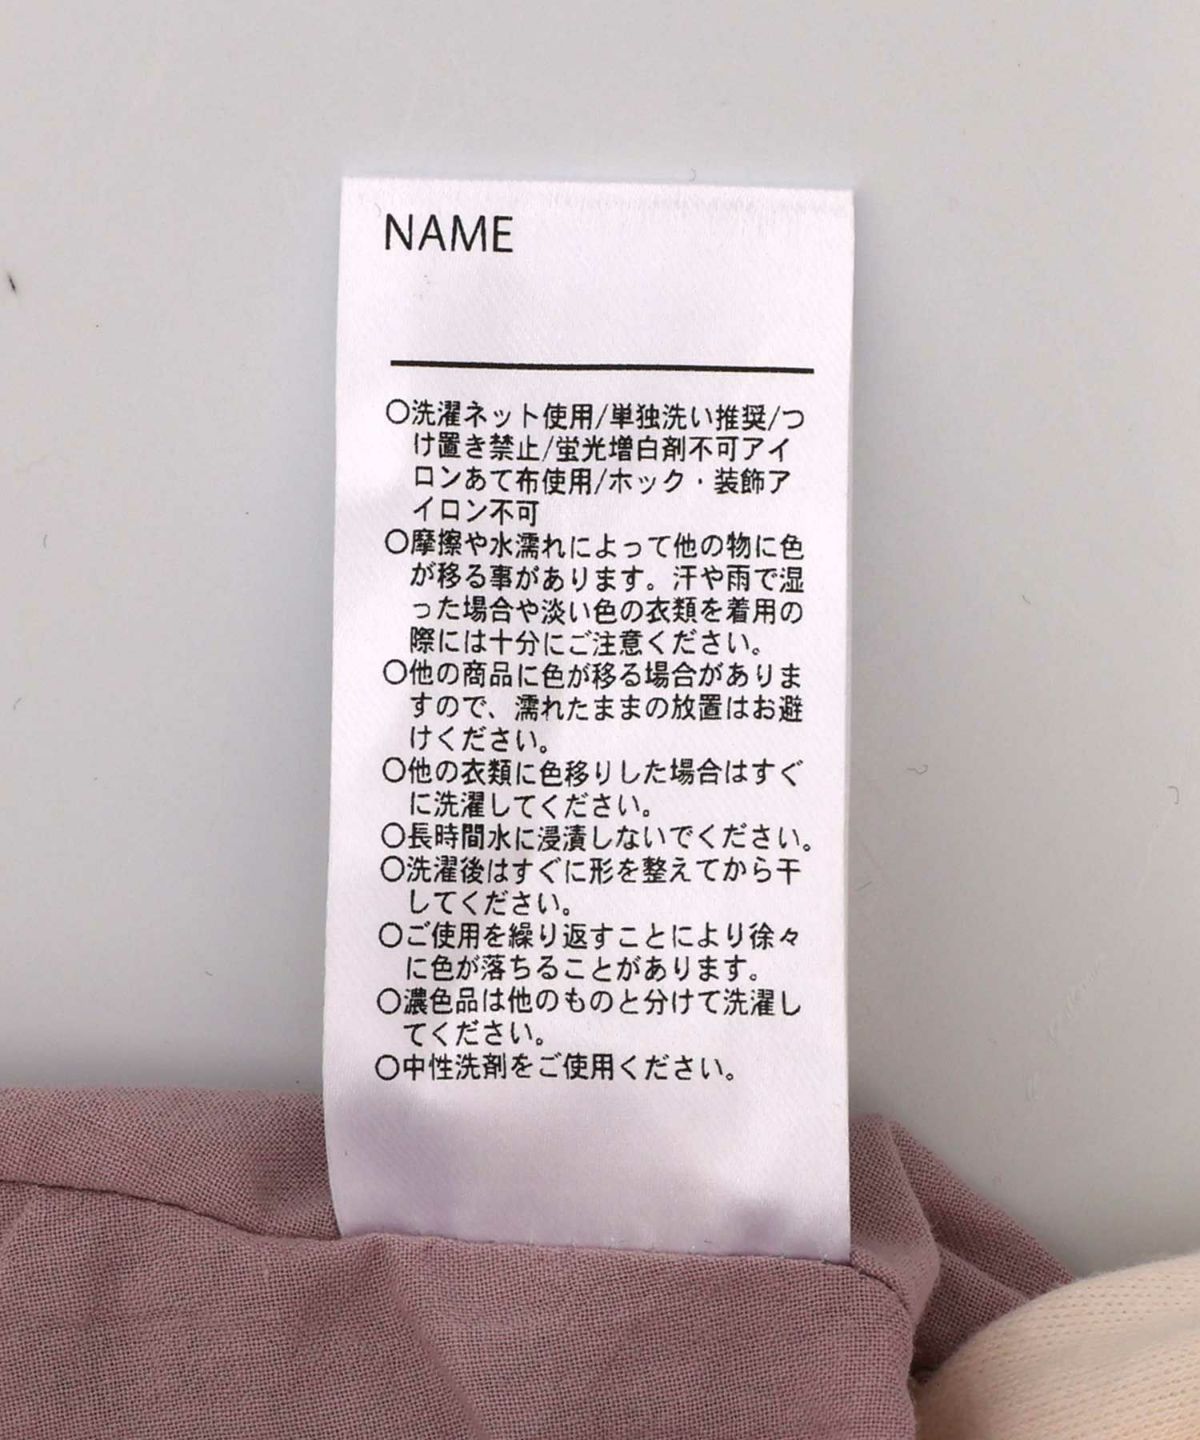 NAME
○洗濯ネット使用/単独洗い推奨/つ
け置き禁止/蛍光増白剤不可アイ
ロンあて布使用/ホック・装飾ア
イロン不可
○摩擦や水濡れによって他の物に色
が移る事があります。汗や雨で湿
った場合や淡い色の衣類を着用の
際には十分にご注意ください。
○他の商品に色が移る場合がありま
すので、濡れたままの放置はお避
けください。
○他の衣類に色移りした場合はすぐ
に洗濯してください。
○長時間水に浸漬しないでください。
○洗濯後はすぐに形を整えてから干
してください。
○ご使用を繰り返すことにより徐々
に色が落ちることがあります。
○濃色品は他のものと分けて洗濯し
てください。
○中性洗剤をご使用ください。